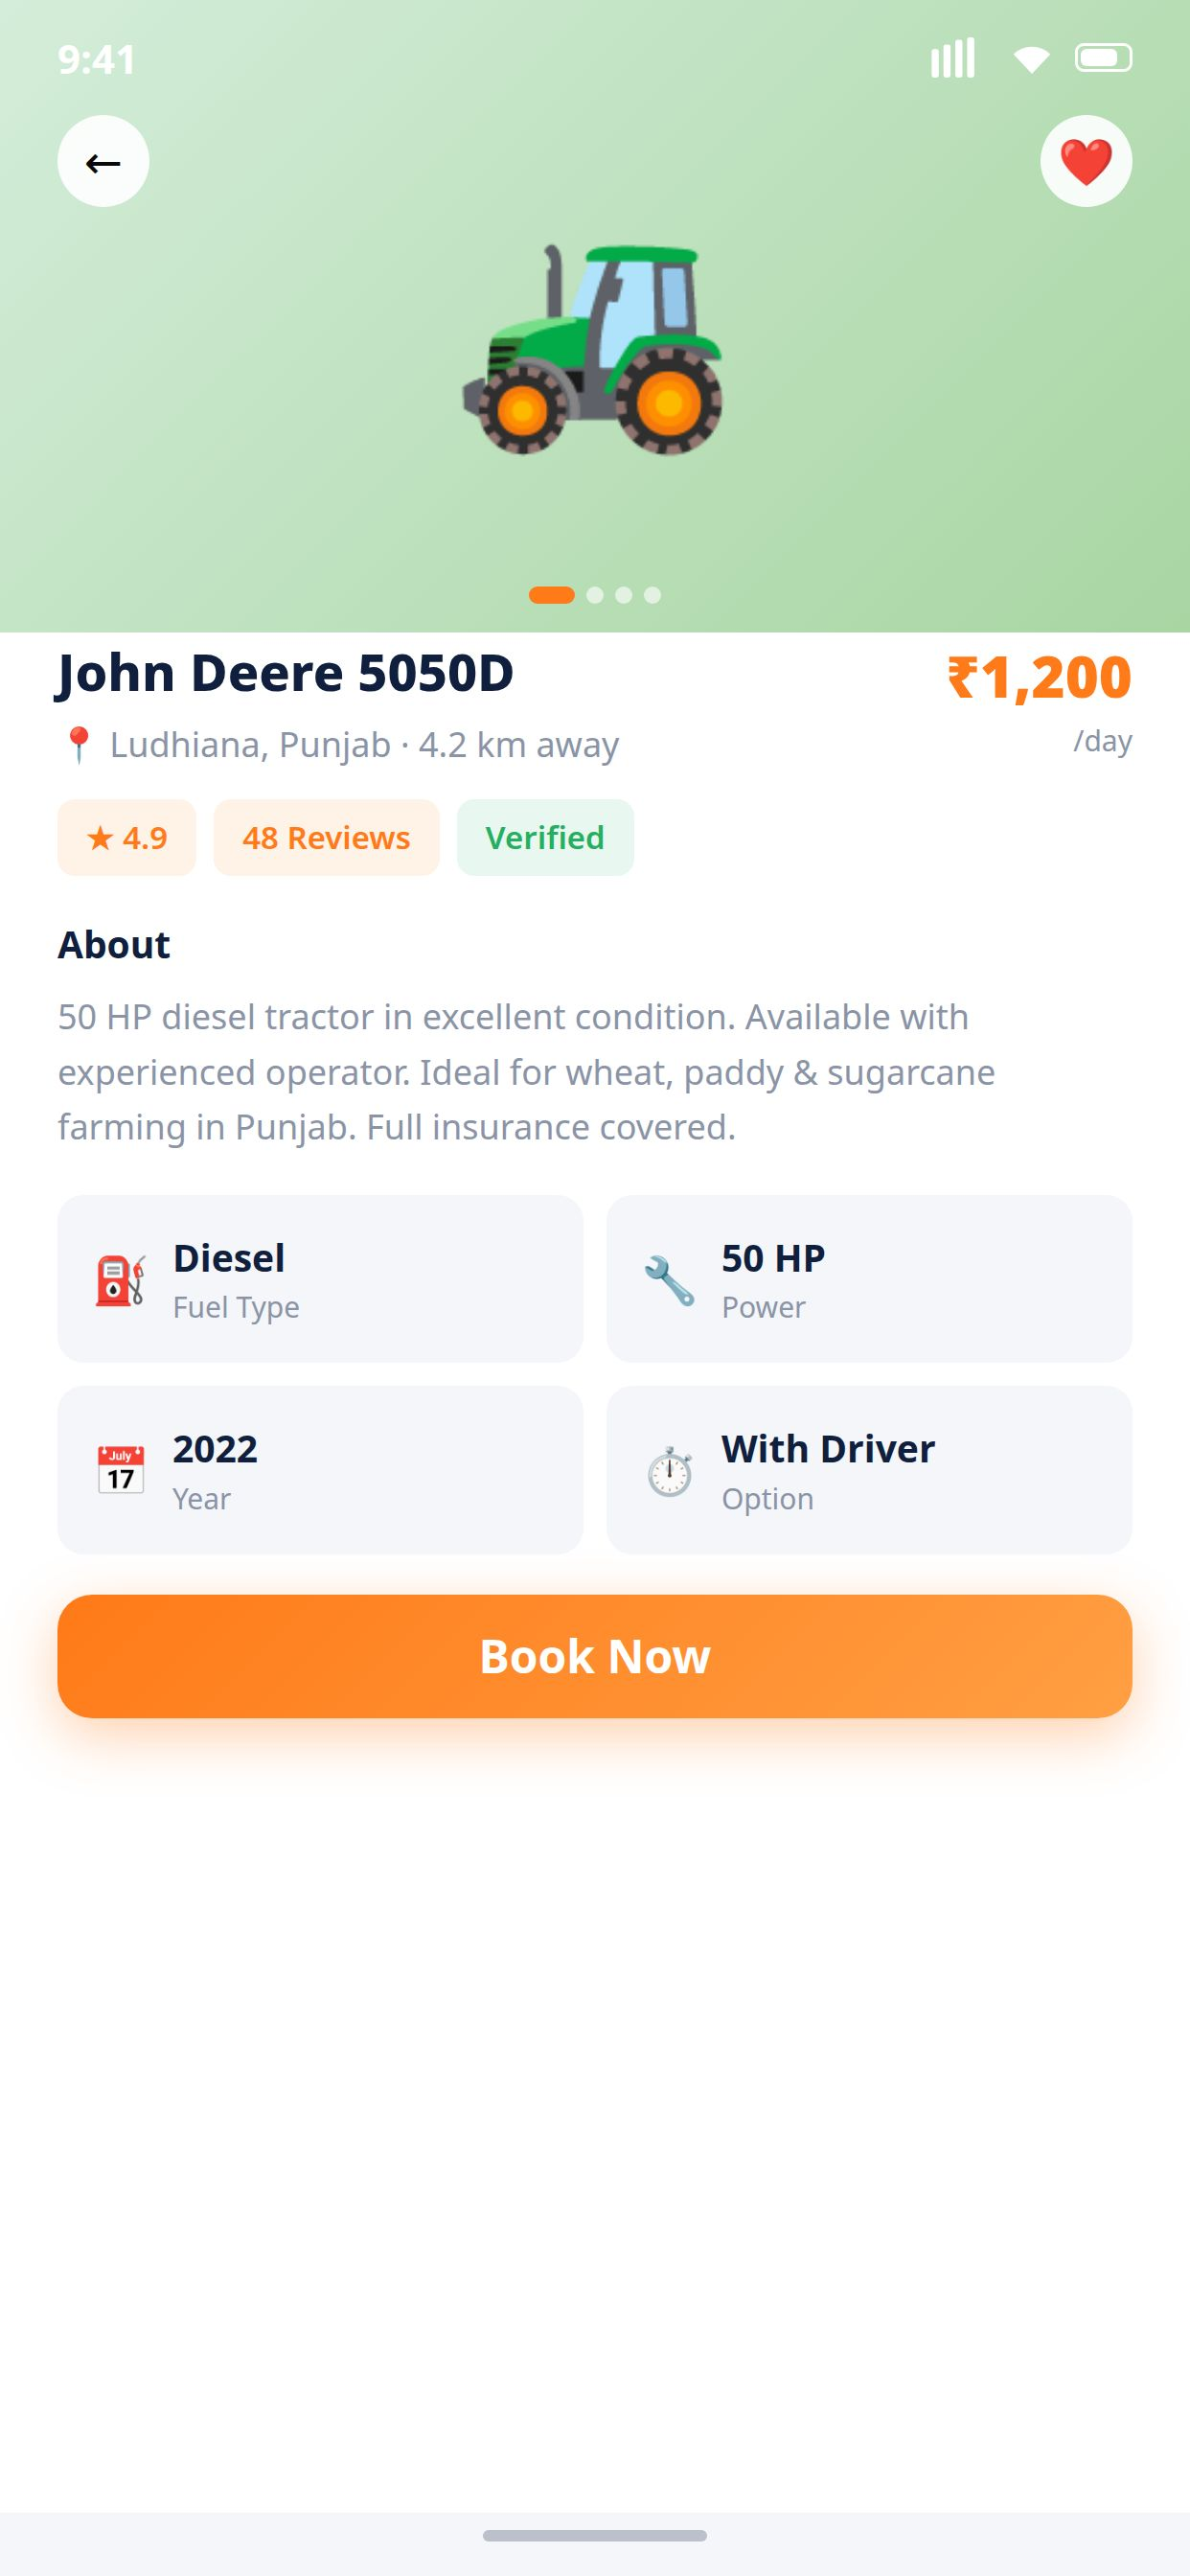 9:41
←
John Deere 5050D
₹1,200
📍 Ludhiana, Punjab · 4.2 km away
/day
★ 4.9
48 Reviews
Verified
About
50 HP diesel tractor in excellent condition. Available with
experienced operator. Ideal for wheat, paddy & sugarcane
farming in Punjab. Full insurance covered.
Diesel
Fuel Type
50 HP
Power
July
17
2022
Year
With Driver
Option
Book Now